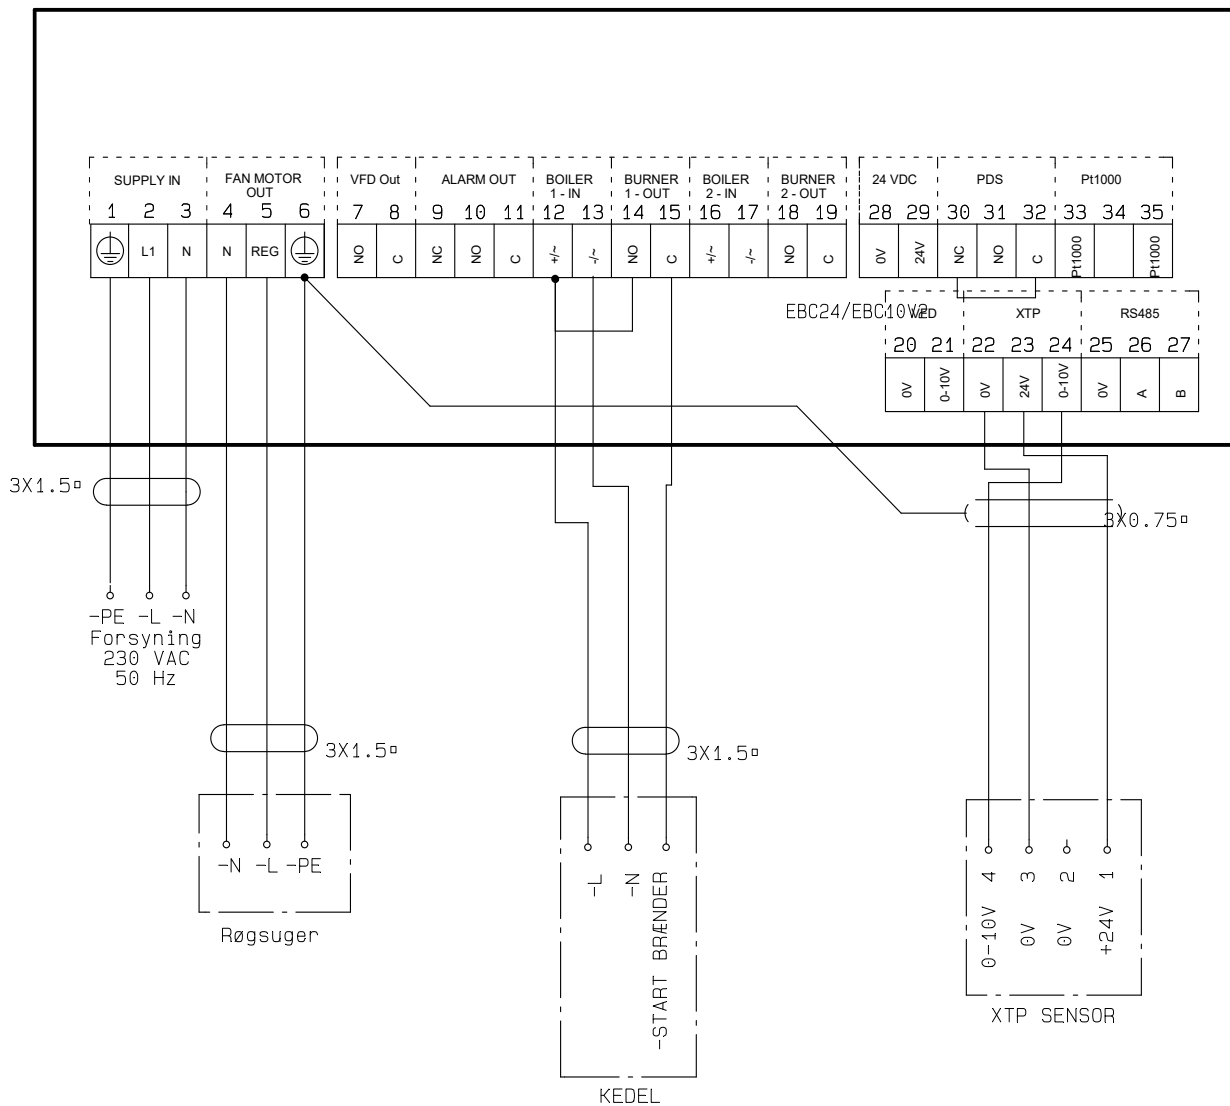 SUPPLY IN
FAN MOTOR
OUT
VFD Out
ALARM OUT
BOILER
1 - IN
BURNER
1 - OUT
BOILER
2 - IN
BURNER
2 - OUT
24 VDC
PDS
Pt1000
1 2 3 4 5 6 7 8 9 10 11 12 13 14 15 16 17 18 19 28 29 30 31 32 33 34 35
L1 N N REG NO C NC NO C +/~ -/~ NO C +/~ -/~ NO C 0V 24V NC NO C Pt1000 Pt1000
EBC24/EBC10V2
VFD
XTP
RS485
20 21 22 23 24 25 26 27
0V 0-10V 0V 24V 0-10V 0V A B
3X1.5▫
3X0.75▫
-PE -L -N
Forsyning
230 VAC
50 Hz
3X1.5▫
3X1.5▫
-N -L -PE
Røgsuger
-L
-N
-START BRÆNDER
KEDEL
4 3 2 1
0-10V 0V 0V +24V
XTP SENSOR